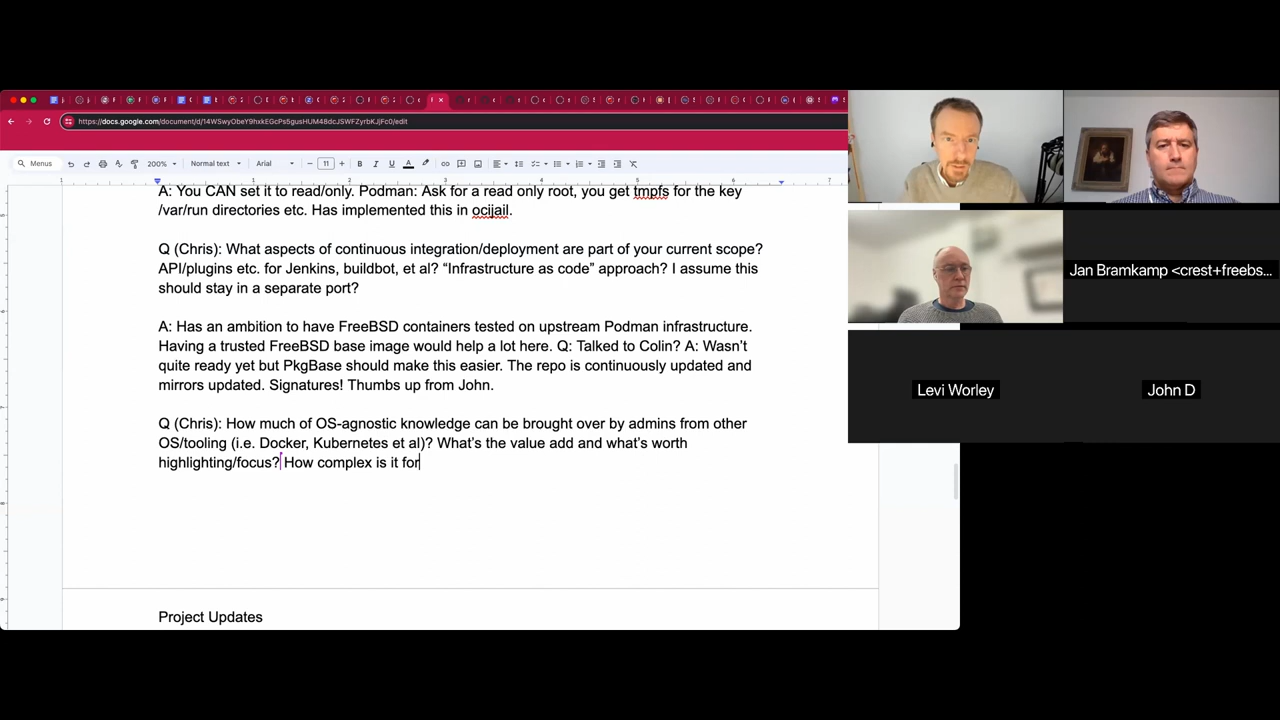 https://docs.google.com/document/d/14WSwyObeY9hxkEGcPs5gusHUM48dcJSWFZyrbKJjFc0/edit
Menus
200%
Normal text
Arial
11
A: You CAN set it to read/only. Podman: Ask for a read only root, you get tmpfs for the key
/var/run directories etc. Has implemented this in ocijail.
Q (Chris): What aspects of continuous integration/deployment are part of your current scope?
API/plugins etc. for Jenkins, buildbot, et al? “Infrastructure as code” approach? I assume this
should stay in a separate port?
A: Has an ambition to have FreeBSD containers tested on upstream Podman infrastructure.
Having a trusted FreeBSD base image would help a lot here. Q: Talked to Colin? A: Wasn’t
quite ready yet but PkgBase should make this easier. The repo is continuously updated and
mirrors updated. Signatures! Thumbs up from John.
Q (Chris): How much of OS-agnostic knowledge can be brought over by admins from other
OS/tooling (i.e. Docker, Kubernetes et al)? What’s the value add and what’s worth
highlighting/focus? How complex is it for
Project Updates
Jan Bramkamp <crest+freebs...
Levi Worley
John D